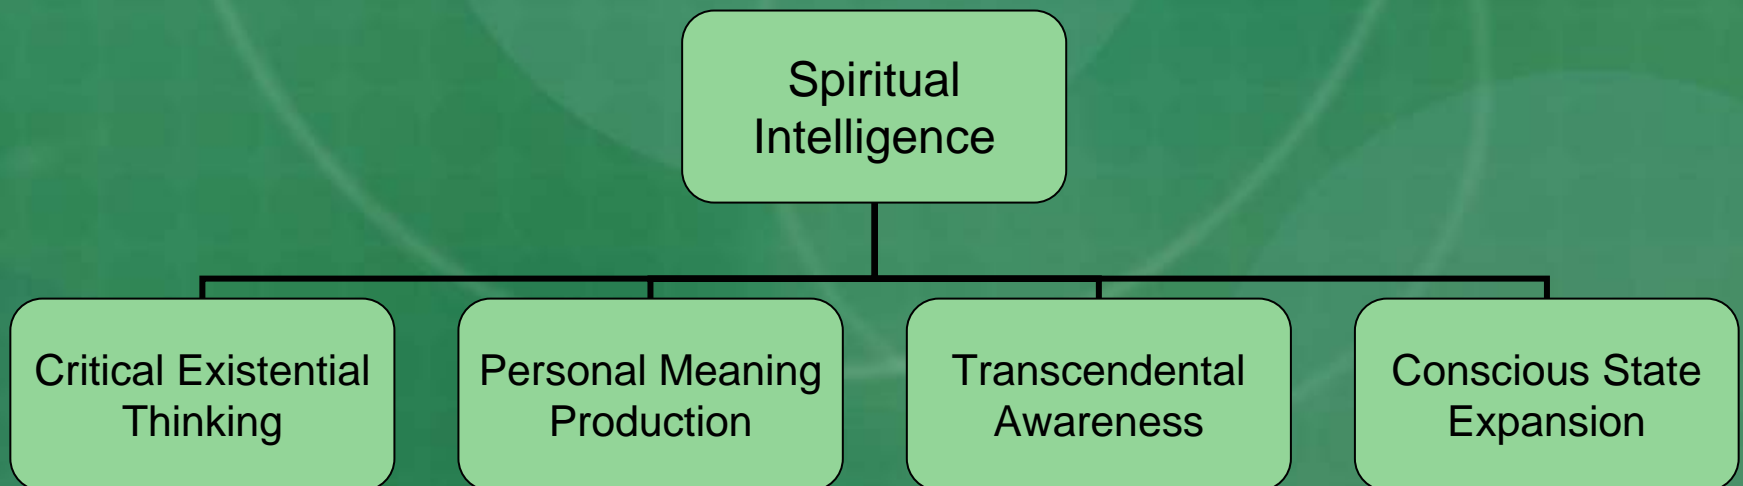 Spiritual
Intelligence
Critical Existential
Thinking
Personal Meaning
Production
Transcendental
Awareness
Conscious State
Expansion